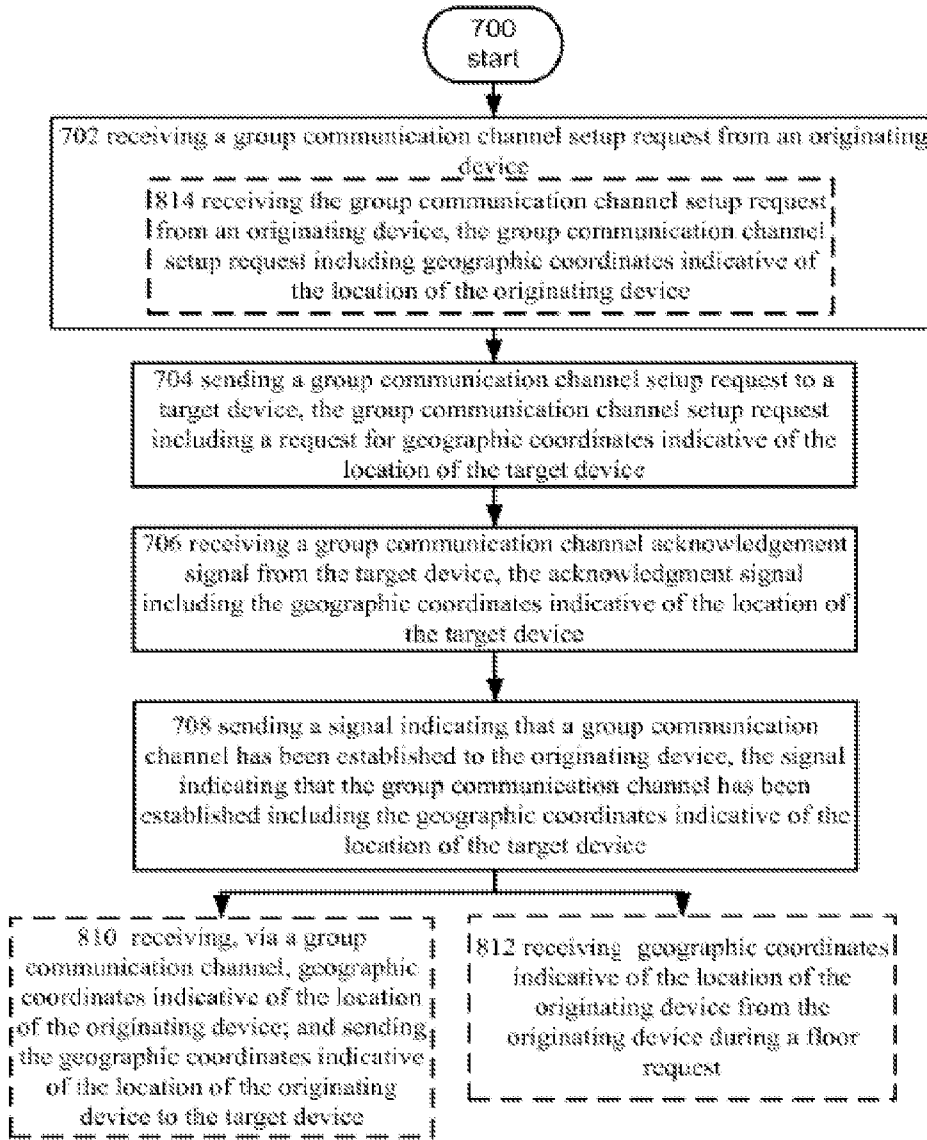 700
start
702 receiving a group communication channel setup request from an originating
device
814 receiving the group communication channel setup request
from an originating device, the group communication channel
setup request including geographic coordinates indicative of
the location of the originating device
704 sending a group communication channel setup request to a
target device, the group communication channel setup request
including a request for geographic coordinates indicative of the
location of the target device
706 receiving a group communication channel acknowledgement
signal from the target device, the acknowledgment signal
including the geographic coordinates indicative of the location of
the target device
708 sending a signal indicating that a group communication
channel has been established to the originating device, the signal
indicating that the group communication channel has been
established including the geographic coordinates indicative of the
location of the target device
810 receiving, via a group
communication channel, geographic
coordinates indicative of the location
of the originating device; and sending
the geographic coordinates indicative
of the location of the originating
device to the target device
812 receiving geographic coordinates
indicative of the location of the
originating device from the
originating device during a floor
request